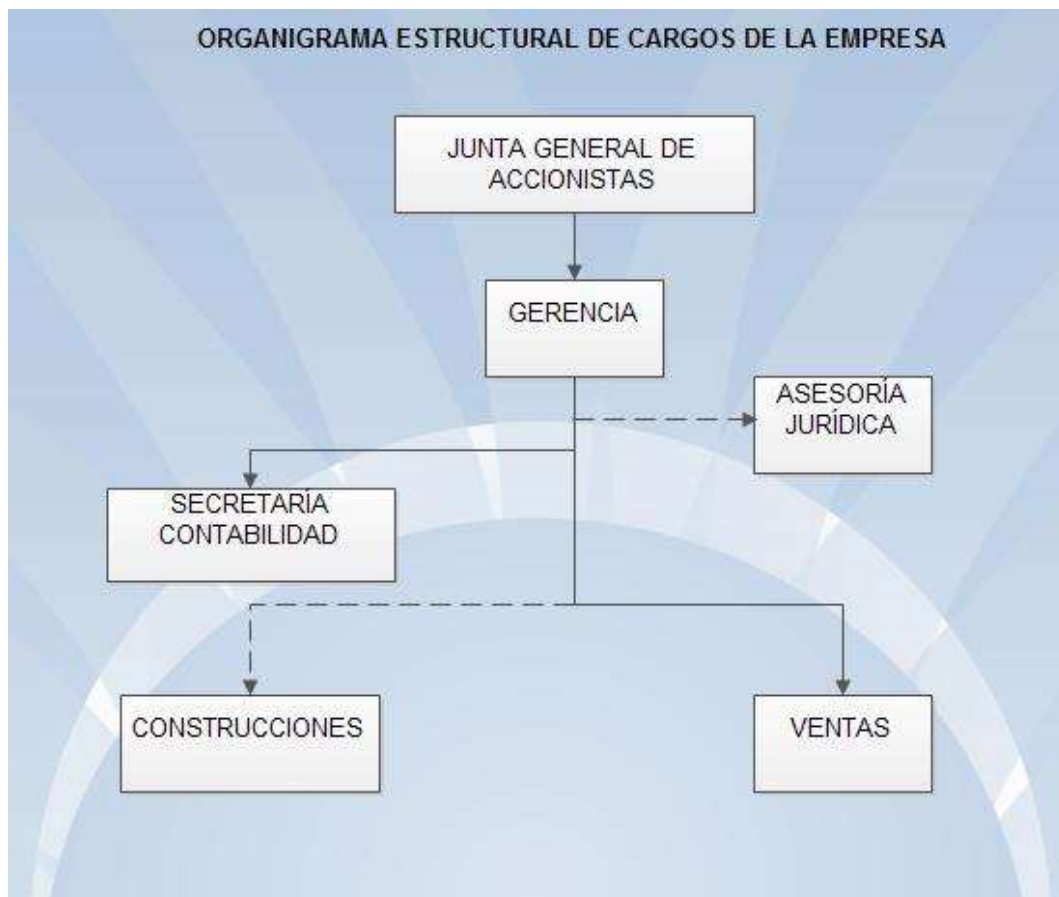 ORGANIGRAMA ESTRUCTURAL DE CARGOS DE LA EMPRESA
JUNTA GENERAL DE
ACCIONISTAS
GERENCIA
ASESORÍA
JURÍDICA
SECRETARÍA
CONTABILIDAD
CONSTRUCCIONES
VENTAS